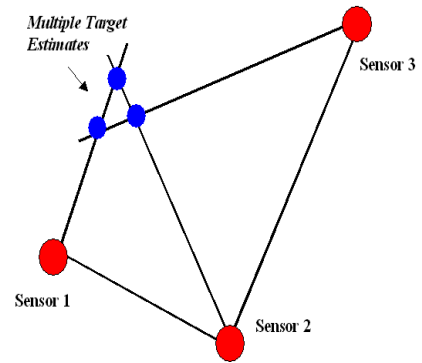 Multiple Target
Estimates
Sensor 3
Sensor 1
Sensor 2